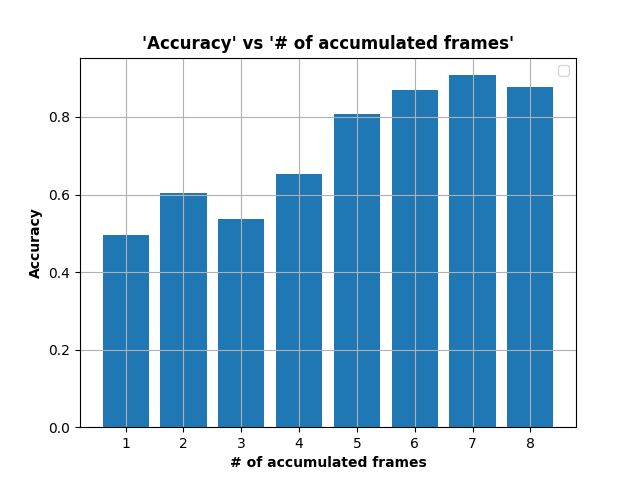 'Accuracy' vs '# of accumulated frames'
0.8
0.6
0.4
0.2
0.0
Accuracy
1 2 3 4 5 6 7 8
# of accumulated frames